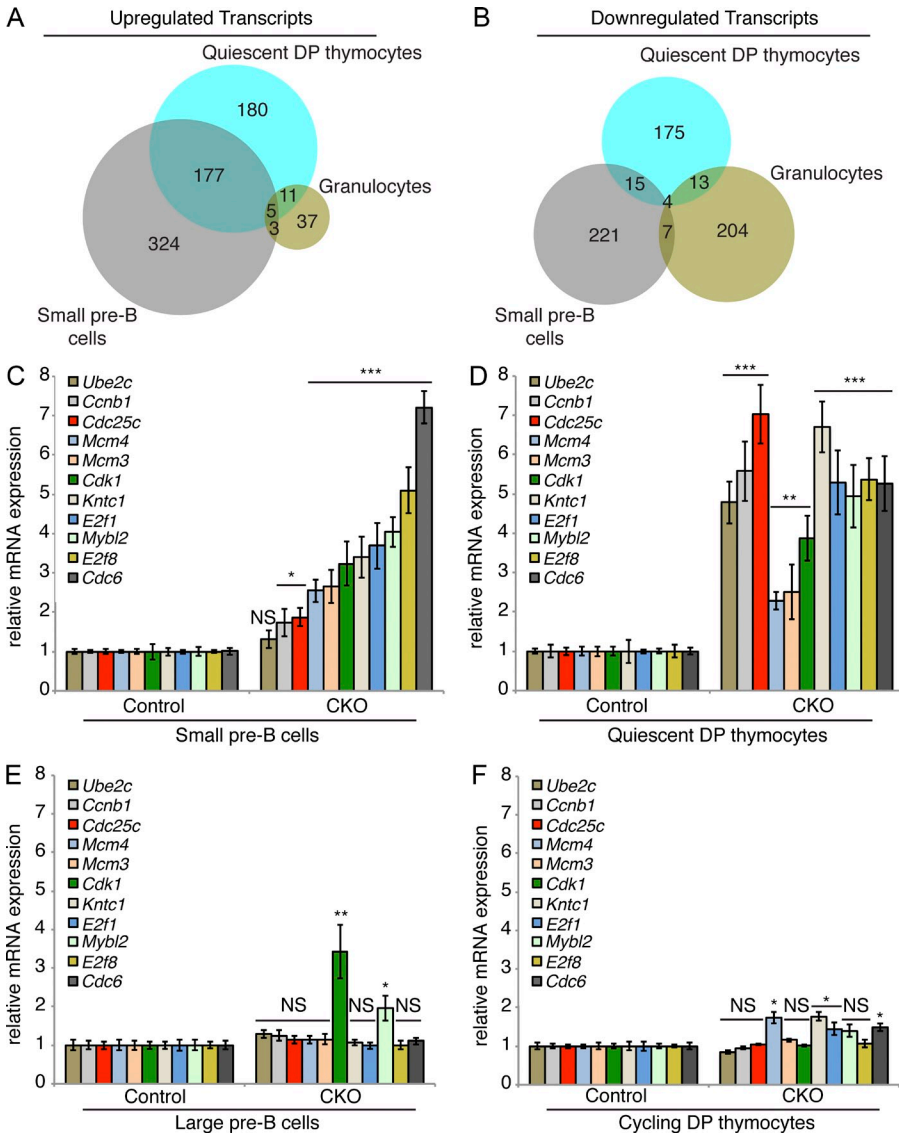 A
Upregulated Transcripts
Quiescent DP thymocytes
180
177
11
Granulocytes
5
37
3
324
Small pre-B
cells
B
Downregulated Transcripts
Quiescent DP thymocytes
175
15
13
Granulocytes
4
221
7
204
Small pre-B
cells
C
relative mRNA expression
8
7
6
5
4
3
2
1
0
Ube2c
Ccnb1
Cdc25c
Mcm4
Mcm3
Cdk1
Kntc1
E2f1
Mybl2
E2f8
Cdc6
***
*
NS
Control
CKO
Small pre-B cells
D
relative mRNA expression
8
7
6
5
4
3
2
1
0
Ube2c
Ccnb1
Cdc25c
Mcm4
Mcm3
Cdk1
Kntc1
E2f1
Mybl2
E2f8
Cdc6
***
***
**
Control
CKO
Quiescent DP thymocytes
E
relative mRNA expression
8
7
6
5
4
3
2
1
0
Ube2c
Ccnb1
Cdc25c
Mcm4
Mcm3
Cdk1
Kntc1
E2f1
Mybl2
E2f8
Cdc6
**
*
NS
NS
NS
Control
CKO
Large pre-B cells
F
relative mRNA expression
8
7
6
5
4
3
2
1
0
Ube2c
Ccnb1
Cdc25c
Mcm4
Mcm3
Cdk1
Kntc1
E2f1
Mybl2
E2f8
Cdc6
NS
*
NS
*
NS
*
Control
CKO
Cycling DP thymocytes